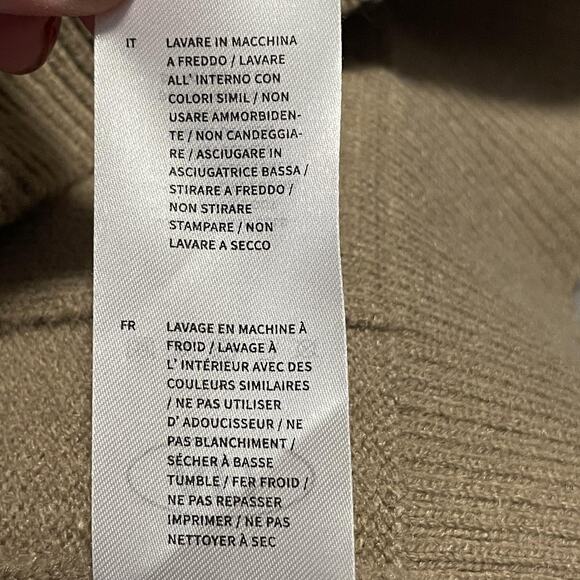 IT LAVARE IN MACCHINA
A FREDDO / LAVARE
ALL' INTERNO CON
COLORI SIMIL / NON
USARE AMMORBIDEN-
TE / NON CANDEGGIA-
RE / ASCIUGARE IN
ASCIUGATRICE BASSA /
STIRARE A FREDDO /
NON STIRARE
STAMPARE / NON
LAVARE A SECCO
FR LAVAGE EN MACHINE À
FROID / LAVAGE À
L' INTÉRIEUR AVEC DES
COULEURS SIMILAIRES
/ NE PAS UTILISER
D' ADOUCISSEUR / NE
PAS BLANCHIMENT /
SÉCHER À BASSE
TUMBLE / FER FROID /
NE PAS REPASSER
IMPRIMER / NE PAS
NETTOYER À SEC